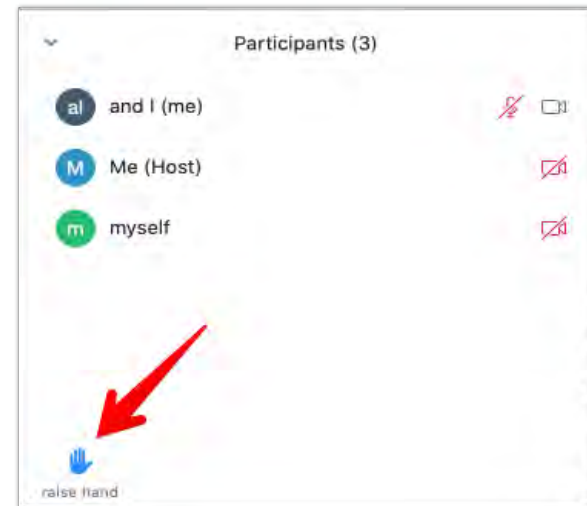 Participants (3)
al and I (me)
M Me (Host)
m myself
raise hand